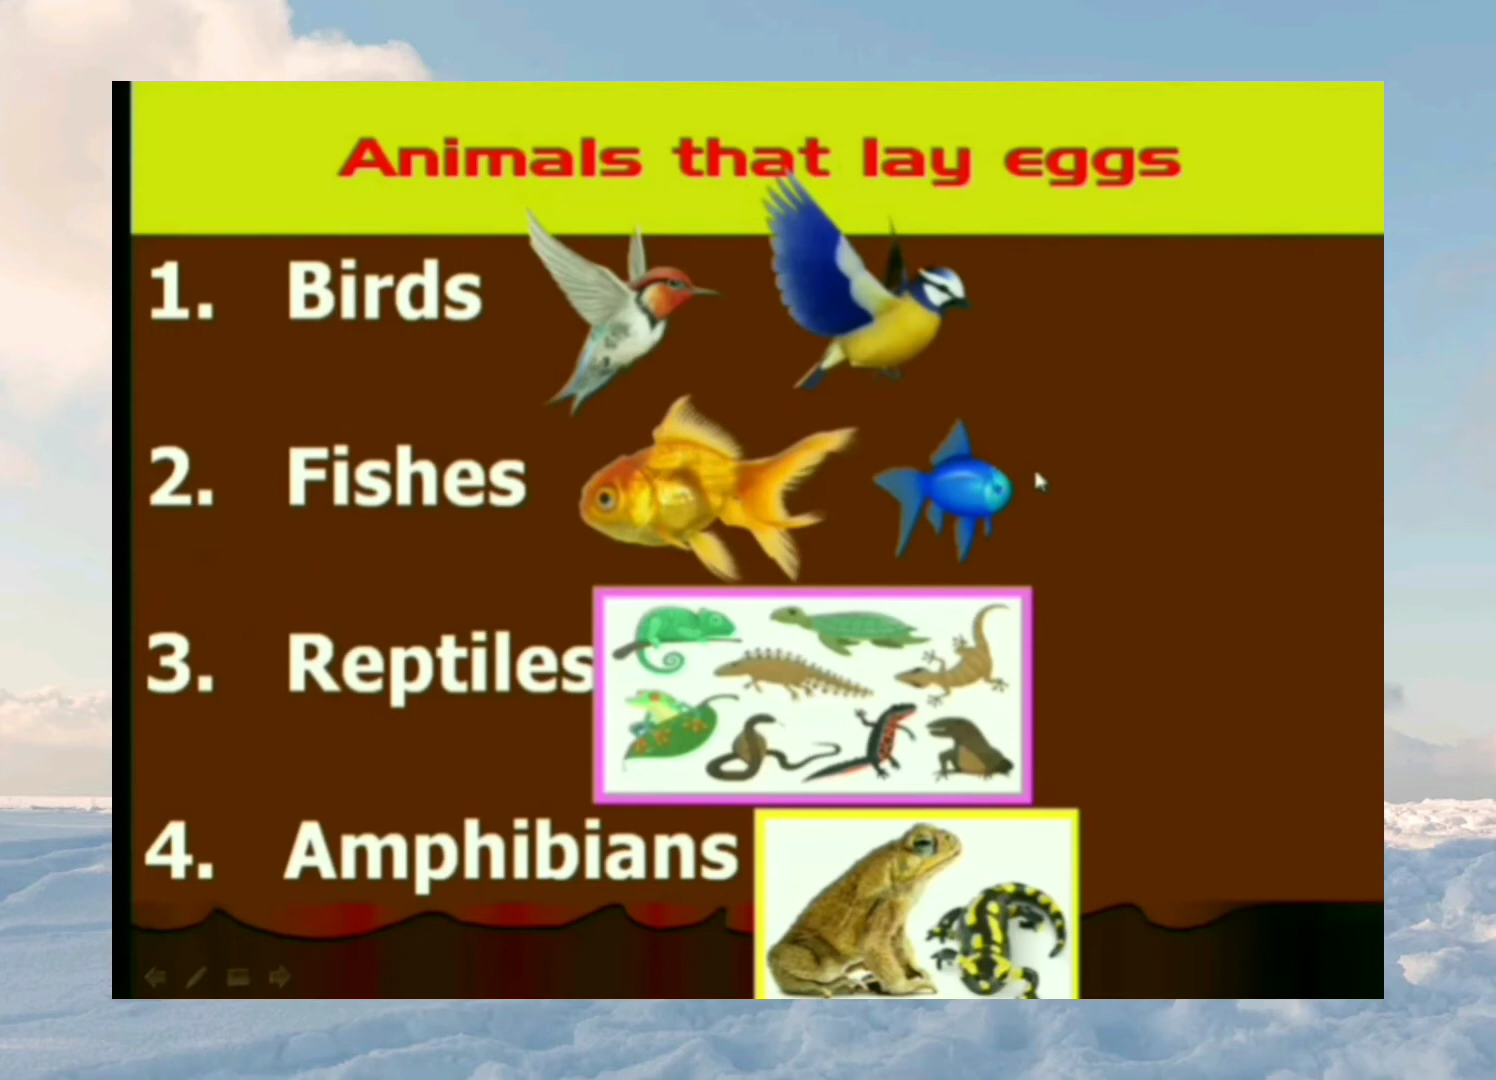 Animals that lay eggs
1. Birds
2. Fishes
3. Reptiles
4. Amphibians